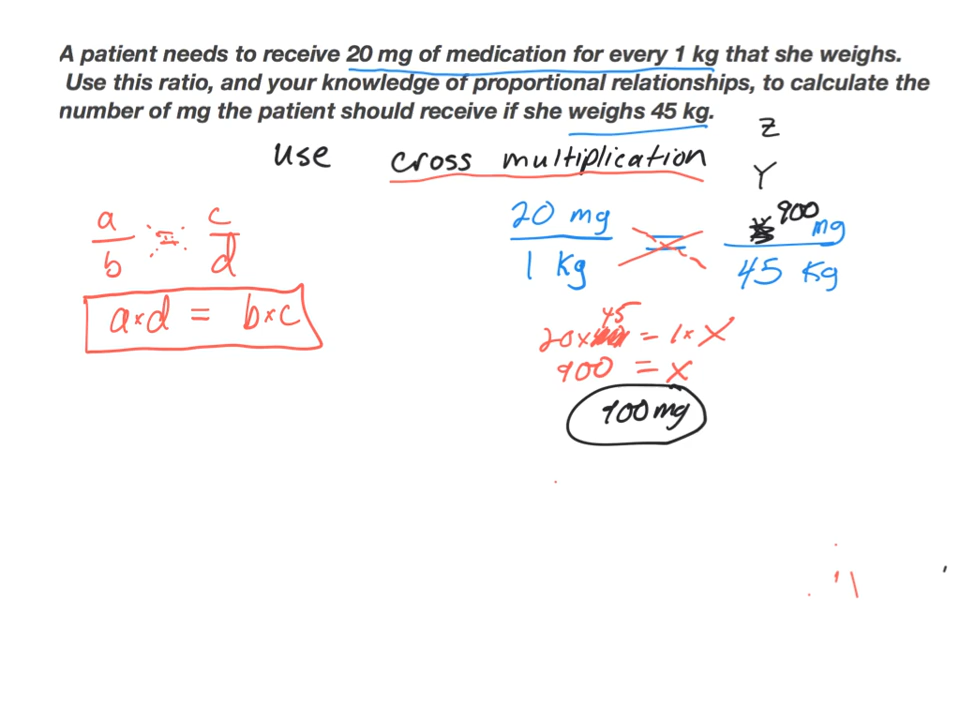 A patient needs to receive 20 mg of medication for every 1 kg that she weighs.
Use this ratio, and your knowledge of proportional relationships, to calculate the
number of mg the patient should receive if she weighs 45 kg.
Z
use cross multiplication
Y
a/b = c/d
a×d = b×c
20 mg/1 kg = 900 mg/45 kg
20×45 = 1×X
900 = x
900mg